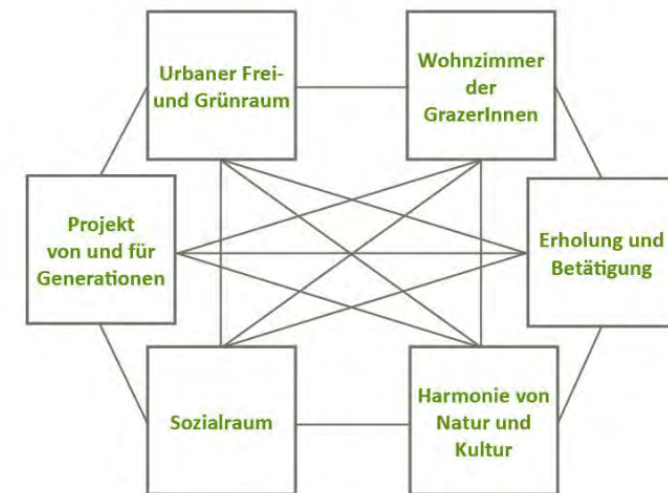 Urbaner Frei-
und Grünraum
Wohnzimmer
der
GrazerInnen
Projekt
von und für
Generationen
Erholung und
Betätigung
Sozialraum
Harmonie von
Natur und
Kultur